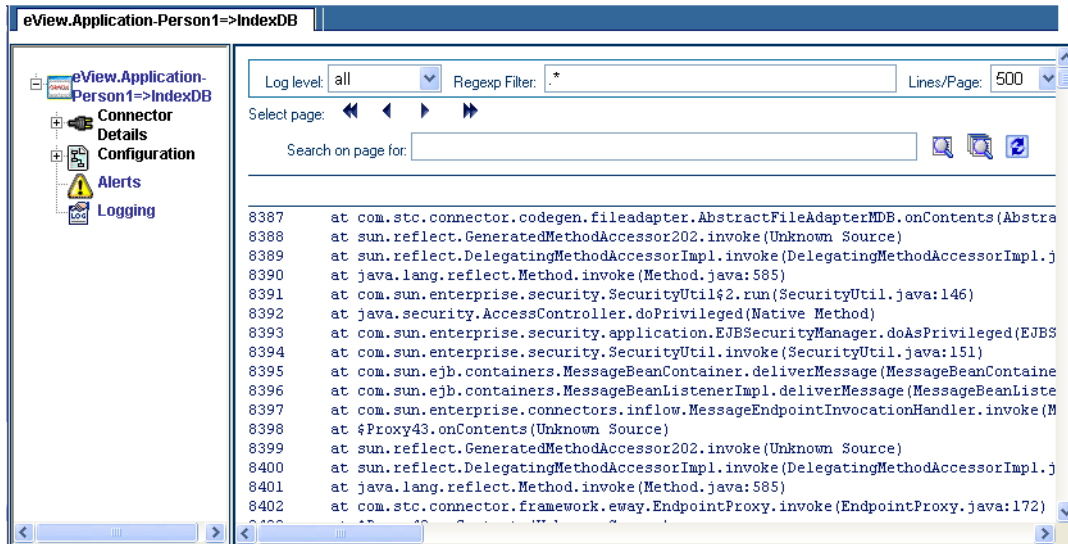 eView.Application-Person1=>IndexDB
eView.Application-
Person1=>IndexDB
Connector
Details
Configuration
Alerts
Logging
Log level: all Regexp Filter: .* Lines/Page: 500
Select page:
Search on page for:
8387 at com.stc.connector.codegen.fileadapter.AbstractFileAdapterMDB.onContents(Abstra
8388 at sun.reflect.GeneratedMethodAccessor202.invoke(Unknown Source)
8389 at sun.reflect.DelegatingMethodAccessorImpl.invoke(DelegatingMethodAccessorImpl.j
8390 at java.lang.reflect.Method.invoke(Method.java:585)
8391 at com.sun.enterprise.security.SecurityUtil$2.run(SecurityUtil.java:146)
8392 at java.security.AccessController.doPrivileged(Native Method)
8393 at com.sun.enterprise.security.application.EJBSecurityManager.doAsPrivileged(EJBS
8394 at com.sun.enterprise.security.SecurityUtil.invoke(SecurityUtil.java:151)
8395 at com.sun.ejb.containers.MessageBeanContainer.deliverMessage(MessageBeanContaine
8396 at com.sun.ejb.containers.MessageBeanListenerImpl.deliverMessage(MessageBeanListe
8397 at com.sun.enterprise.connectors.inflow.MessageEndpointInvocationHandler.invoke(M
8398 at $Proxy43.onContents(Unknown Source)
8399 at sun.reflect.GeneratedMethodAccessor202.invoke(Unknown Source)
8400 at sun.reflect.DelegatingMethodAccessorImpl.invoke(DelegatingMethodAccessorImpl.j
8401 at java.lang.reflect.Method.invoke(Method.java:585)
8402 at com.stc.connector.framework.eway.EndpointProxy.invoke(EndpointProxy.java:172)